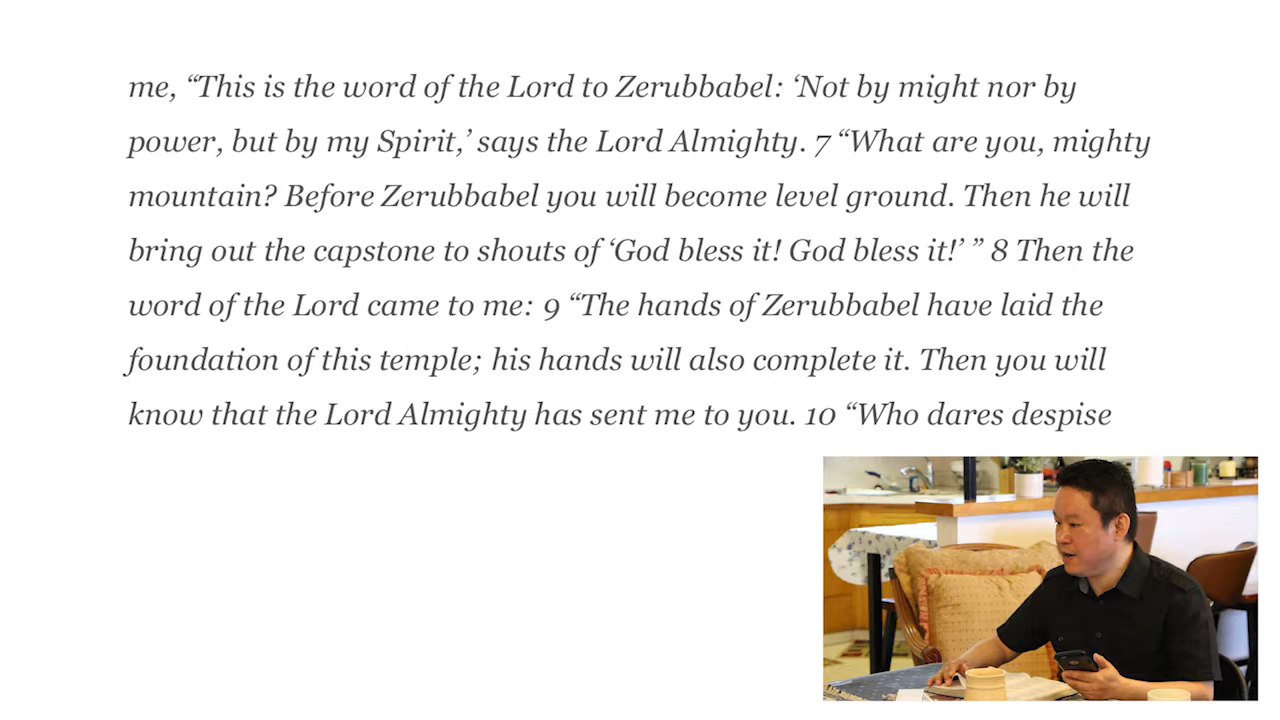 me, “This is the word of the Lord to Zerubbabel: ‘Not by might nor by
power, but by my Spirit,’ says the Lord Almighty. 7 “What are you, mighty
mountain? Before Zerubbabel you will become level ground. Then he will
bring out the capstone to shouts of ‘God bless it! God bless it!’ ” 8 Then the
word of the Lord came to me: 9 “The hands of Zerubbabel have laid the
foundation of this temple; his hands will also complete it. Then you will
know that the Lord Almighty has sent me to you. 10 “Who dares despise